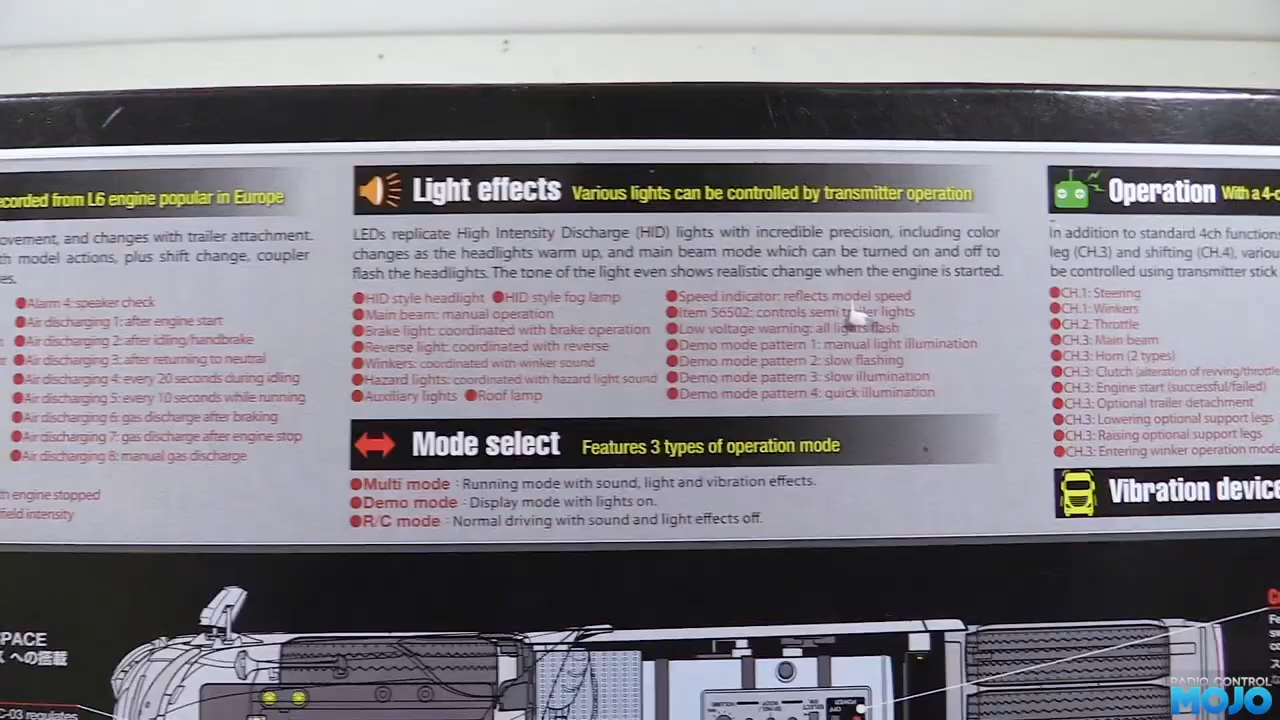 ecorded from L6 engine popular in Europe
ovement, and changes with trailer attachment.
th model actions, plus shift change, coupler
es.
Alarm 4: speaker check
Air discharging 1: after engine start
Air discharging 2: after idling/handbrake
Air discharging 3: after returning to neutral
Air discharging 4: every 20 seconds during idling
Air discharging 5: every 10 seconds while running
Air discharging 6: gas discharge after braking
Air discharging 7: gas discharge after engine stop
Air discharging 8: manual gas discharge
th engine stopped
field intensity
Light effects Various lights can be controlled by transmitter operation
LEDs replicate High Intensity Discharge (HID) lights with incredible precision, including color
changes as the headlights warm up, and main beam mode which can be turned on and off to
flash the headlights. The tone of the light even shows realistic change when the engine is started.
HID style headlight HID style fog lamp
Main beam: manual operation
Brake light: coordinated with brake operation
Reverse light: coordinated with reverse
Winkers: coordinated with winker sound
Hazard lights: coordinated with hazard light sound
Auxiliary lights Roof lamp
Speed indicator: reflects model speed
Item 56502: controls semi trailer lights
Low voltage warning: all lights flash
Demo mode pattern 1: manual light illumination
Demo mode pattern 2: slow flashing
Demo mode pattern 3: slow illumination
Demo mode pattern 4: quick illumination
Mode select Features 3 types of operation mode
Multi mode : Running mode with sound, light and vibration effects.
Demo mode : Display mode with lights on.
R/C mode : Normal driving with sound and light effects off.
Operation With a 4-c
In addition to standard 4ch functions
leg (CH.3) and shifting (CH.4), variou
be controlled using transmitter stick
CH.1: Steering
CH.1: Winkers
CH.2: Throttle
CH.3: Main beam
CH.3: Horn (2 types)
CH.3: Clutch (alteration of revving/throttle
CH.3: Engine start (successful/failed)
CH.3: Optional trailer detachment
CH.3: Lowering optional support legs
CH.3: Raising optional support legs
CH.3: Entering winker operation mode
Vibration device
SPACE
K への搭載
C-03 regulates
RADIO CONTROL
MOJO